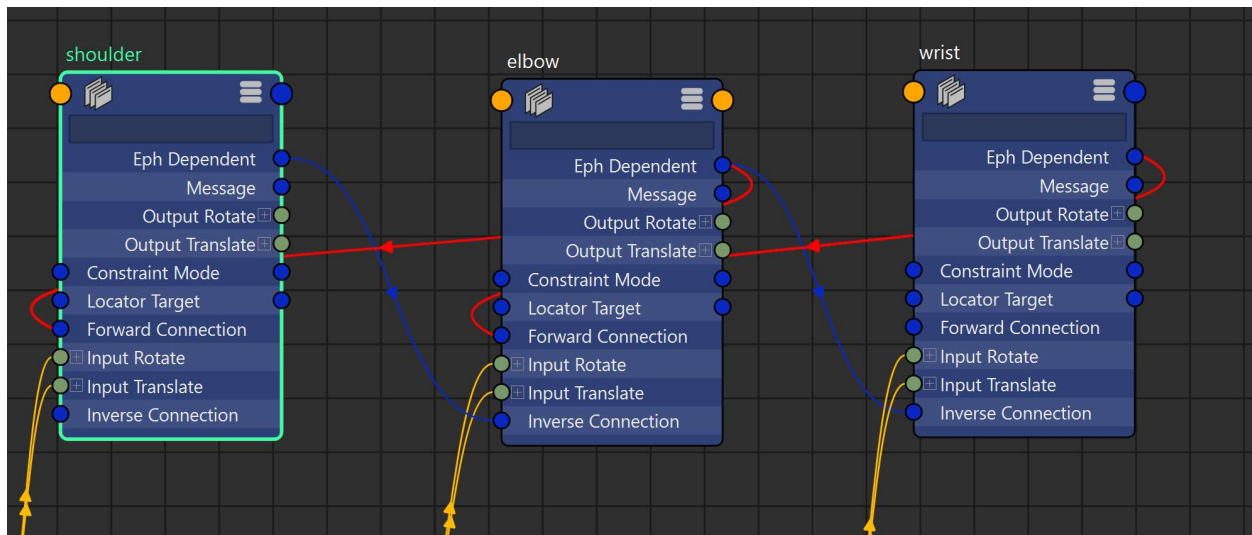 shoulder
Eph Dependent
Message
Output Rotate
Output Translate
Constraint Mode
Locator Target
Forward Connection
Input Rotate
Input Translate
Inverse Connection
elbow
Eph Dependent
Message
Output Rotate
Output Translate
Constraint Mode
Locator Target
Forward Connection
Input Rotate
Input Translate
Inverse Connection
wrist
Eph Dependent
Message
Output Rotate
Output Translate
Constraint Mode
Locator Target
Forward Connection
Input Rotate
Input Translate
Inverse Connection